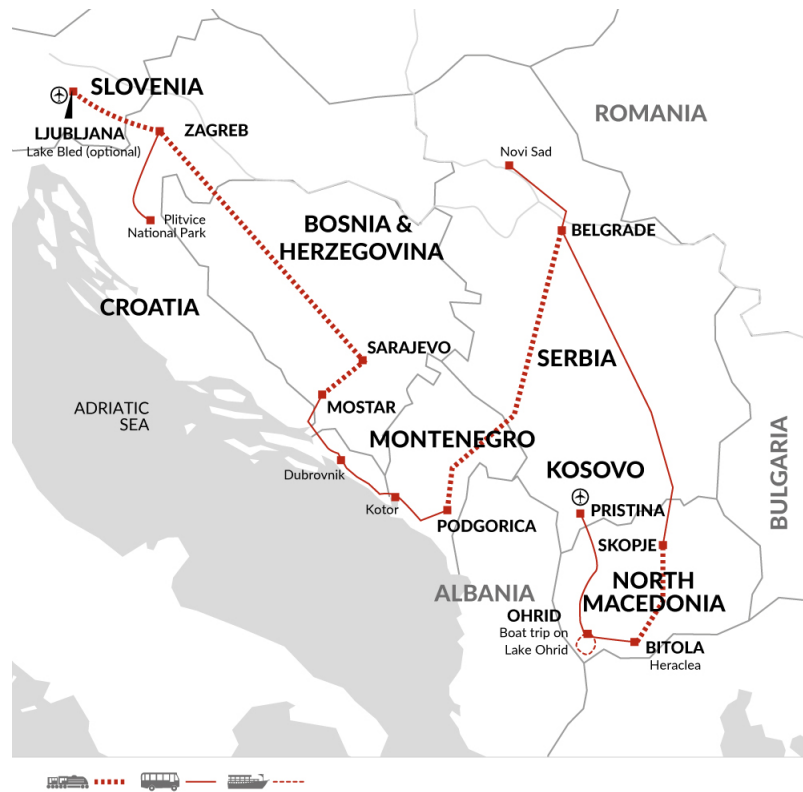 SLOVENIA
ROMANIA
ZAGREB
LJUBLJANA
Lake Bled (optional)
Novi Sad
Plitvice
National Park
BOSNIA &
HERZEGOVINA
BELGRADE
CROATIA
SARAJEVO
SERBIA
ADRIATIC
SEA
MOSTAR
MONTENEGRO
BULGARIA
KOSOVO
Dubrovnik
Kotor
PRISTINA
PODGORICA
SKOPJE
NORTH
MACEDONIA
ALBANIA
OHRID
Boat trip on
Lake Ohrid
BITOLA
Heraclea